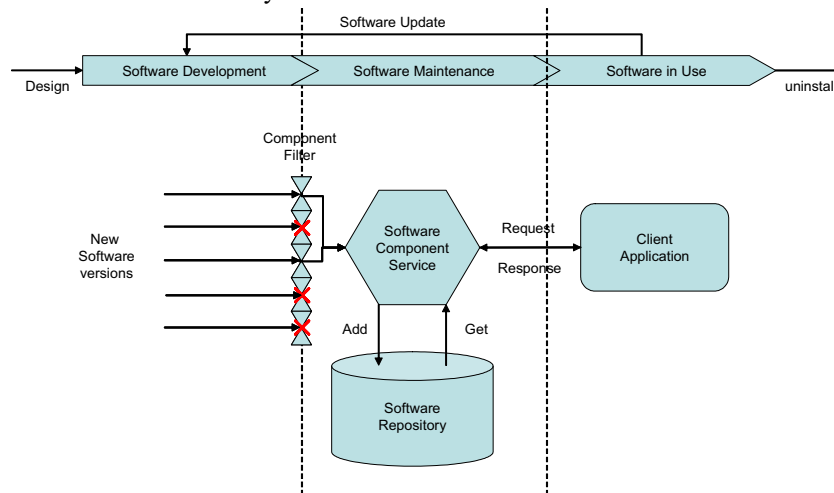 Software Update
Software Development
Software Maintenance
Software in Use
Design
uninstal
Component
Filter
New
Software
versions
Software
Component
Service
Request
Response
Client
Application
Add
Get
Software
Repository